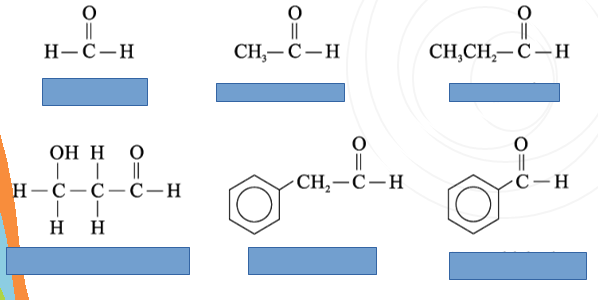 O
H—C—H
O
CH₃—C—H
O
CH₃CH₂—C—H
OH H O
H—C—C—C—H
H H
O
CH₂—C—H
O
C—H